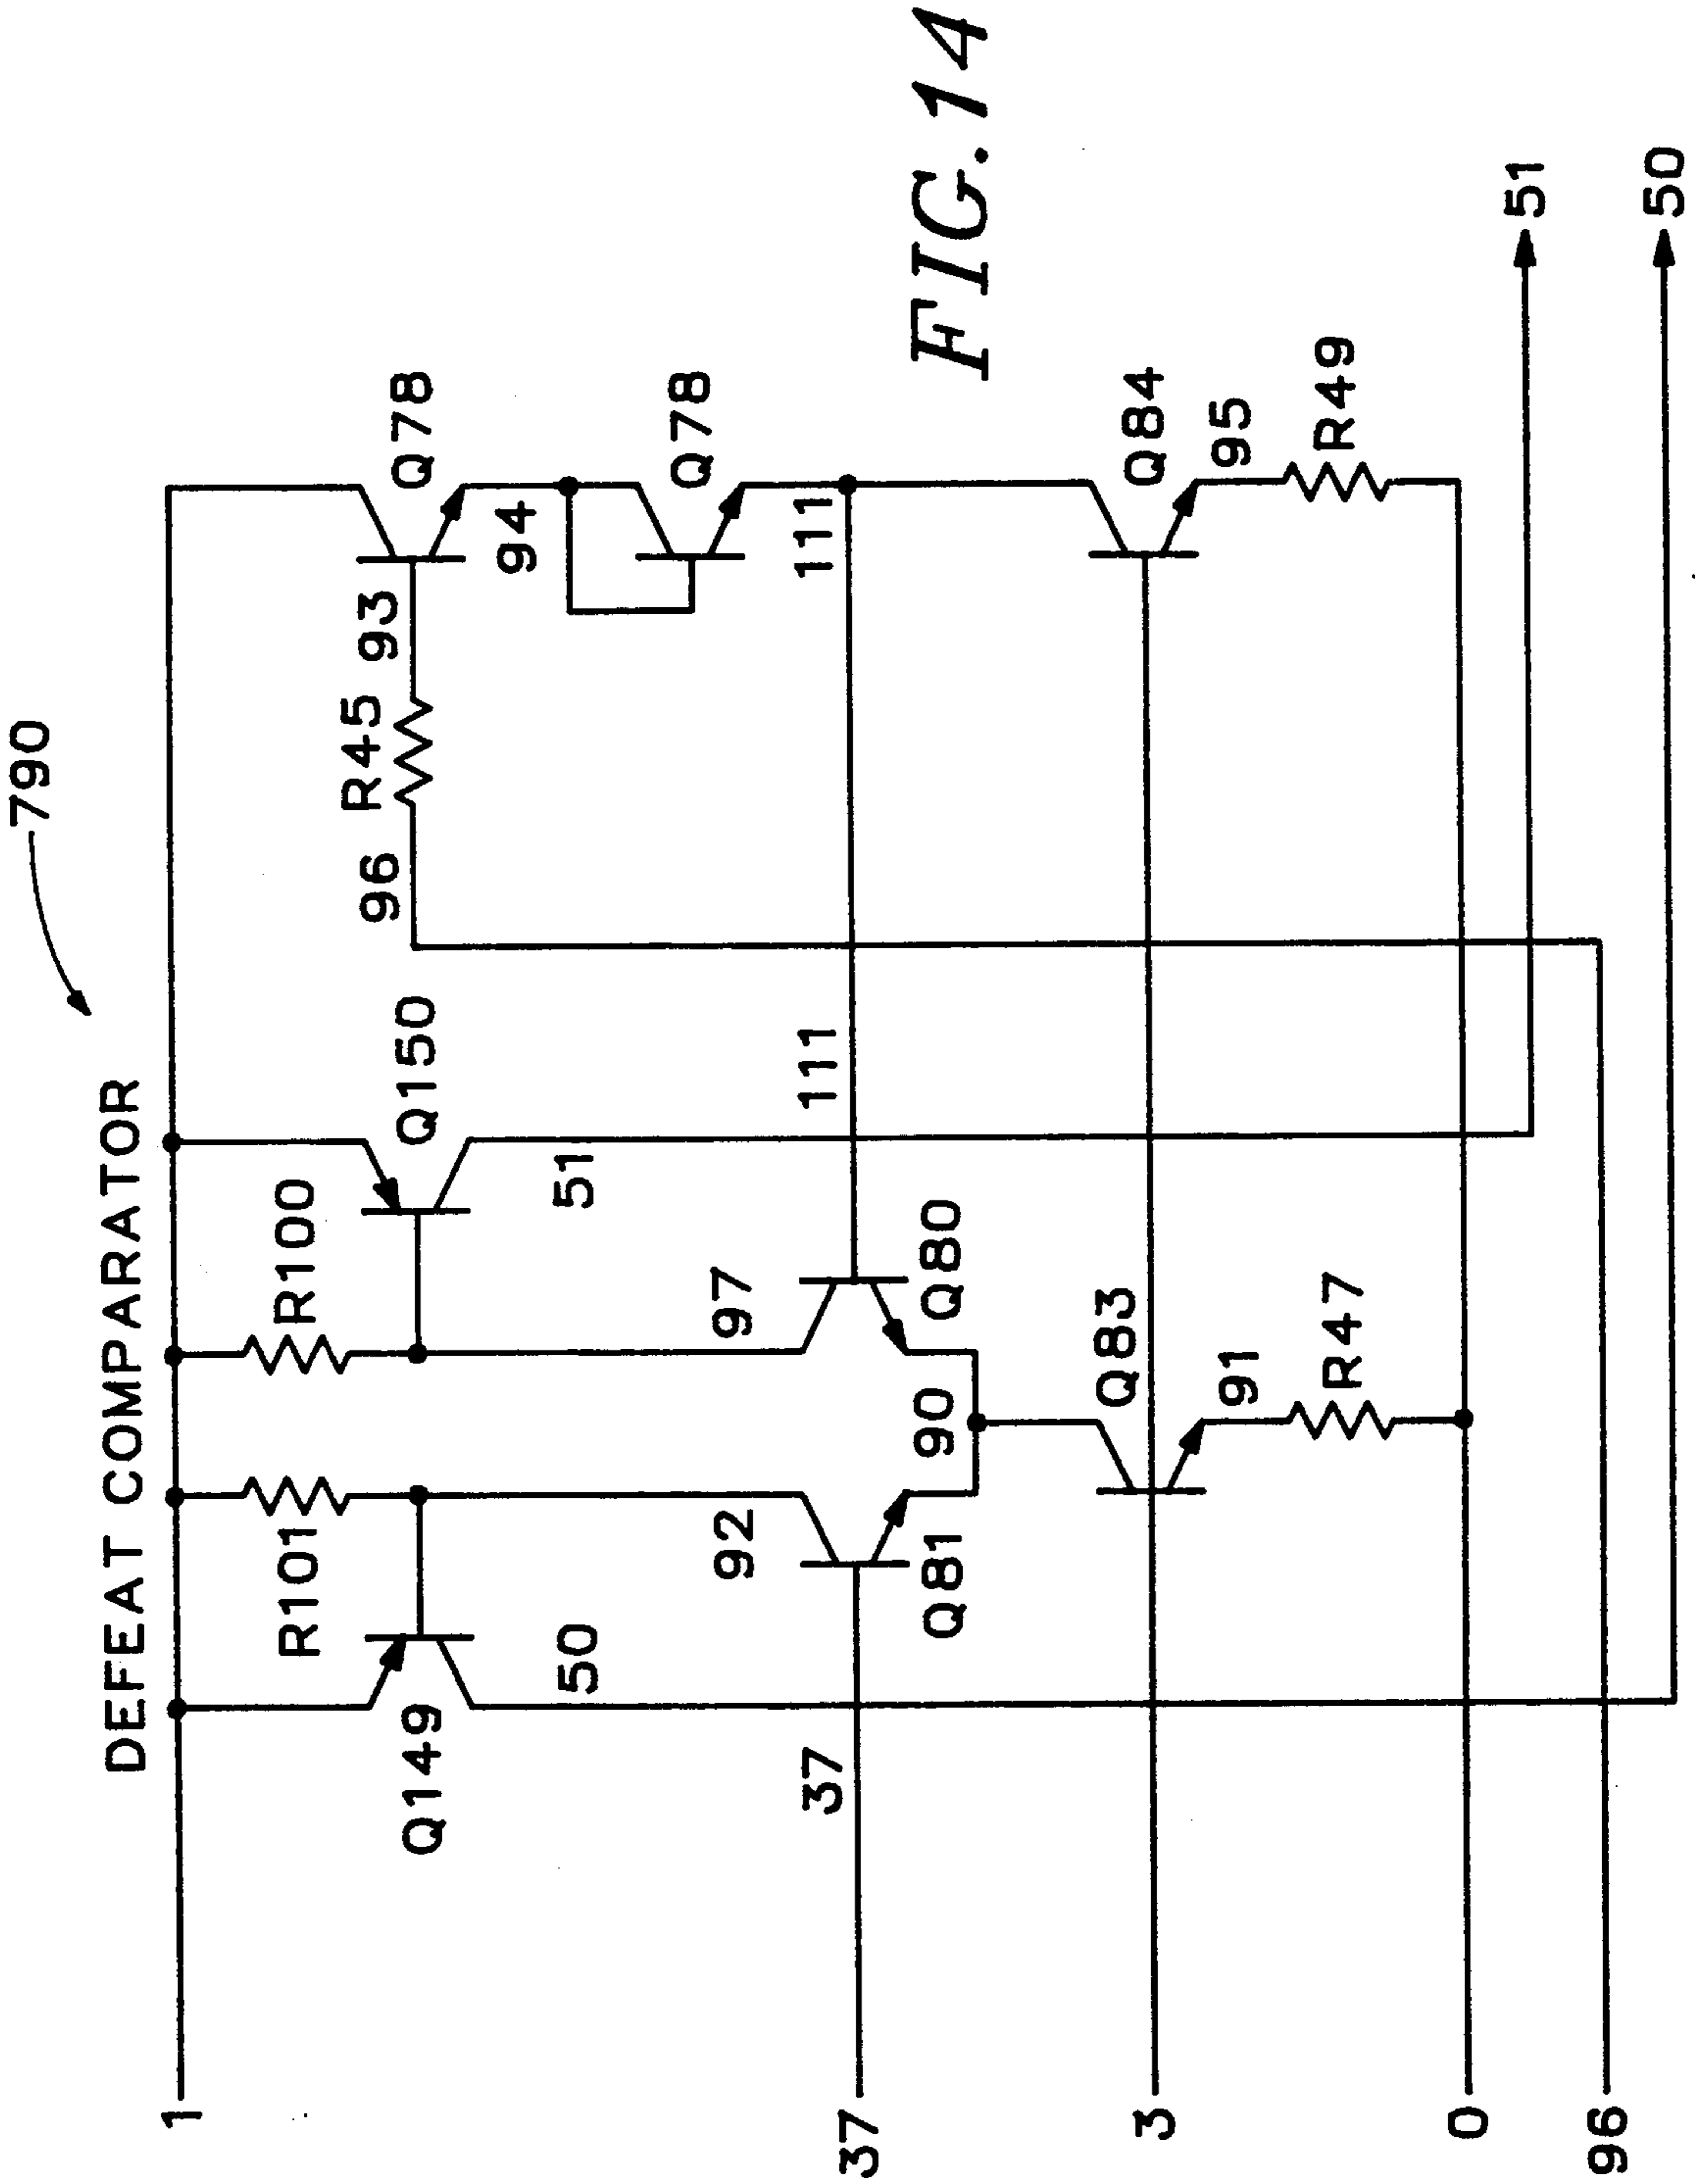 790
DEFEAT COMPARATOR
1
R101
R100
Q149
Q150
R45
96
93
Q78
50
51
94
Q78
92
97
37
37
111
111
Q81
90
Q80
FIG.14
3
Q83
Q84
91
95
R47
R49
0
51
96
50